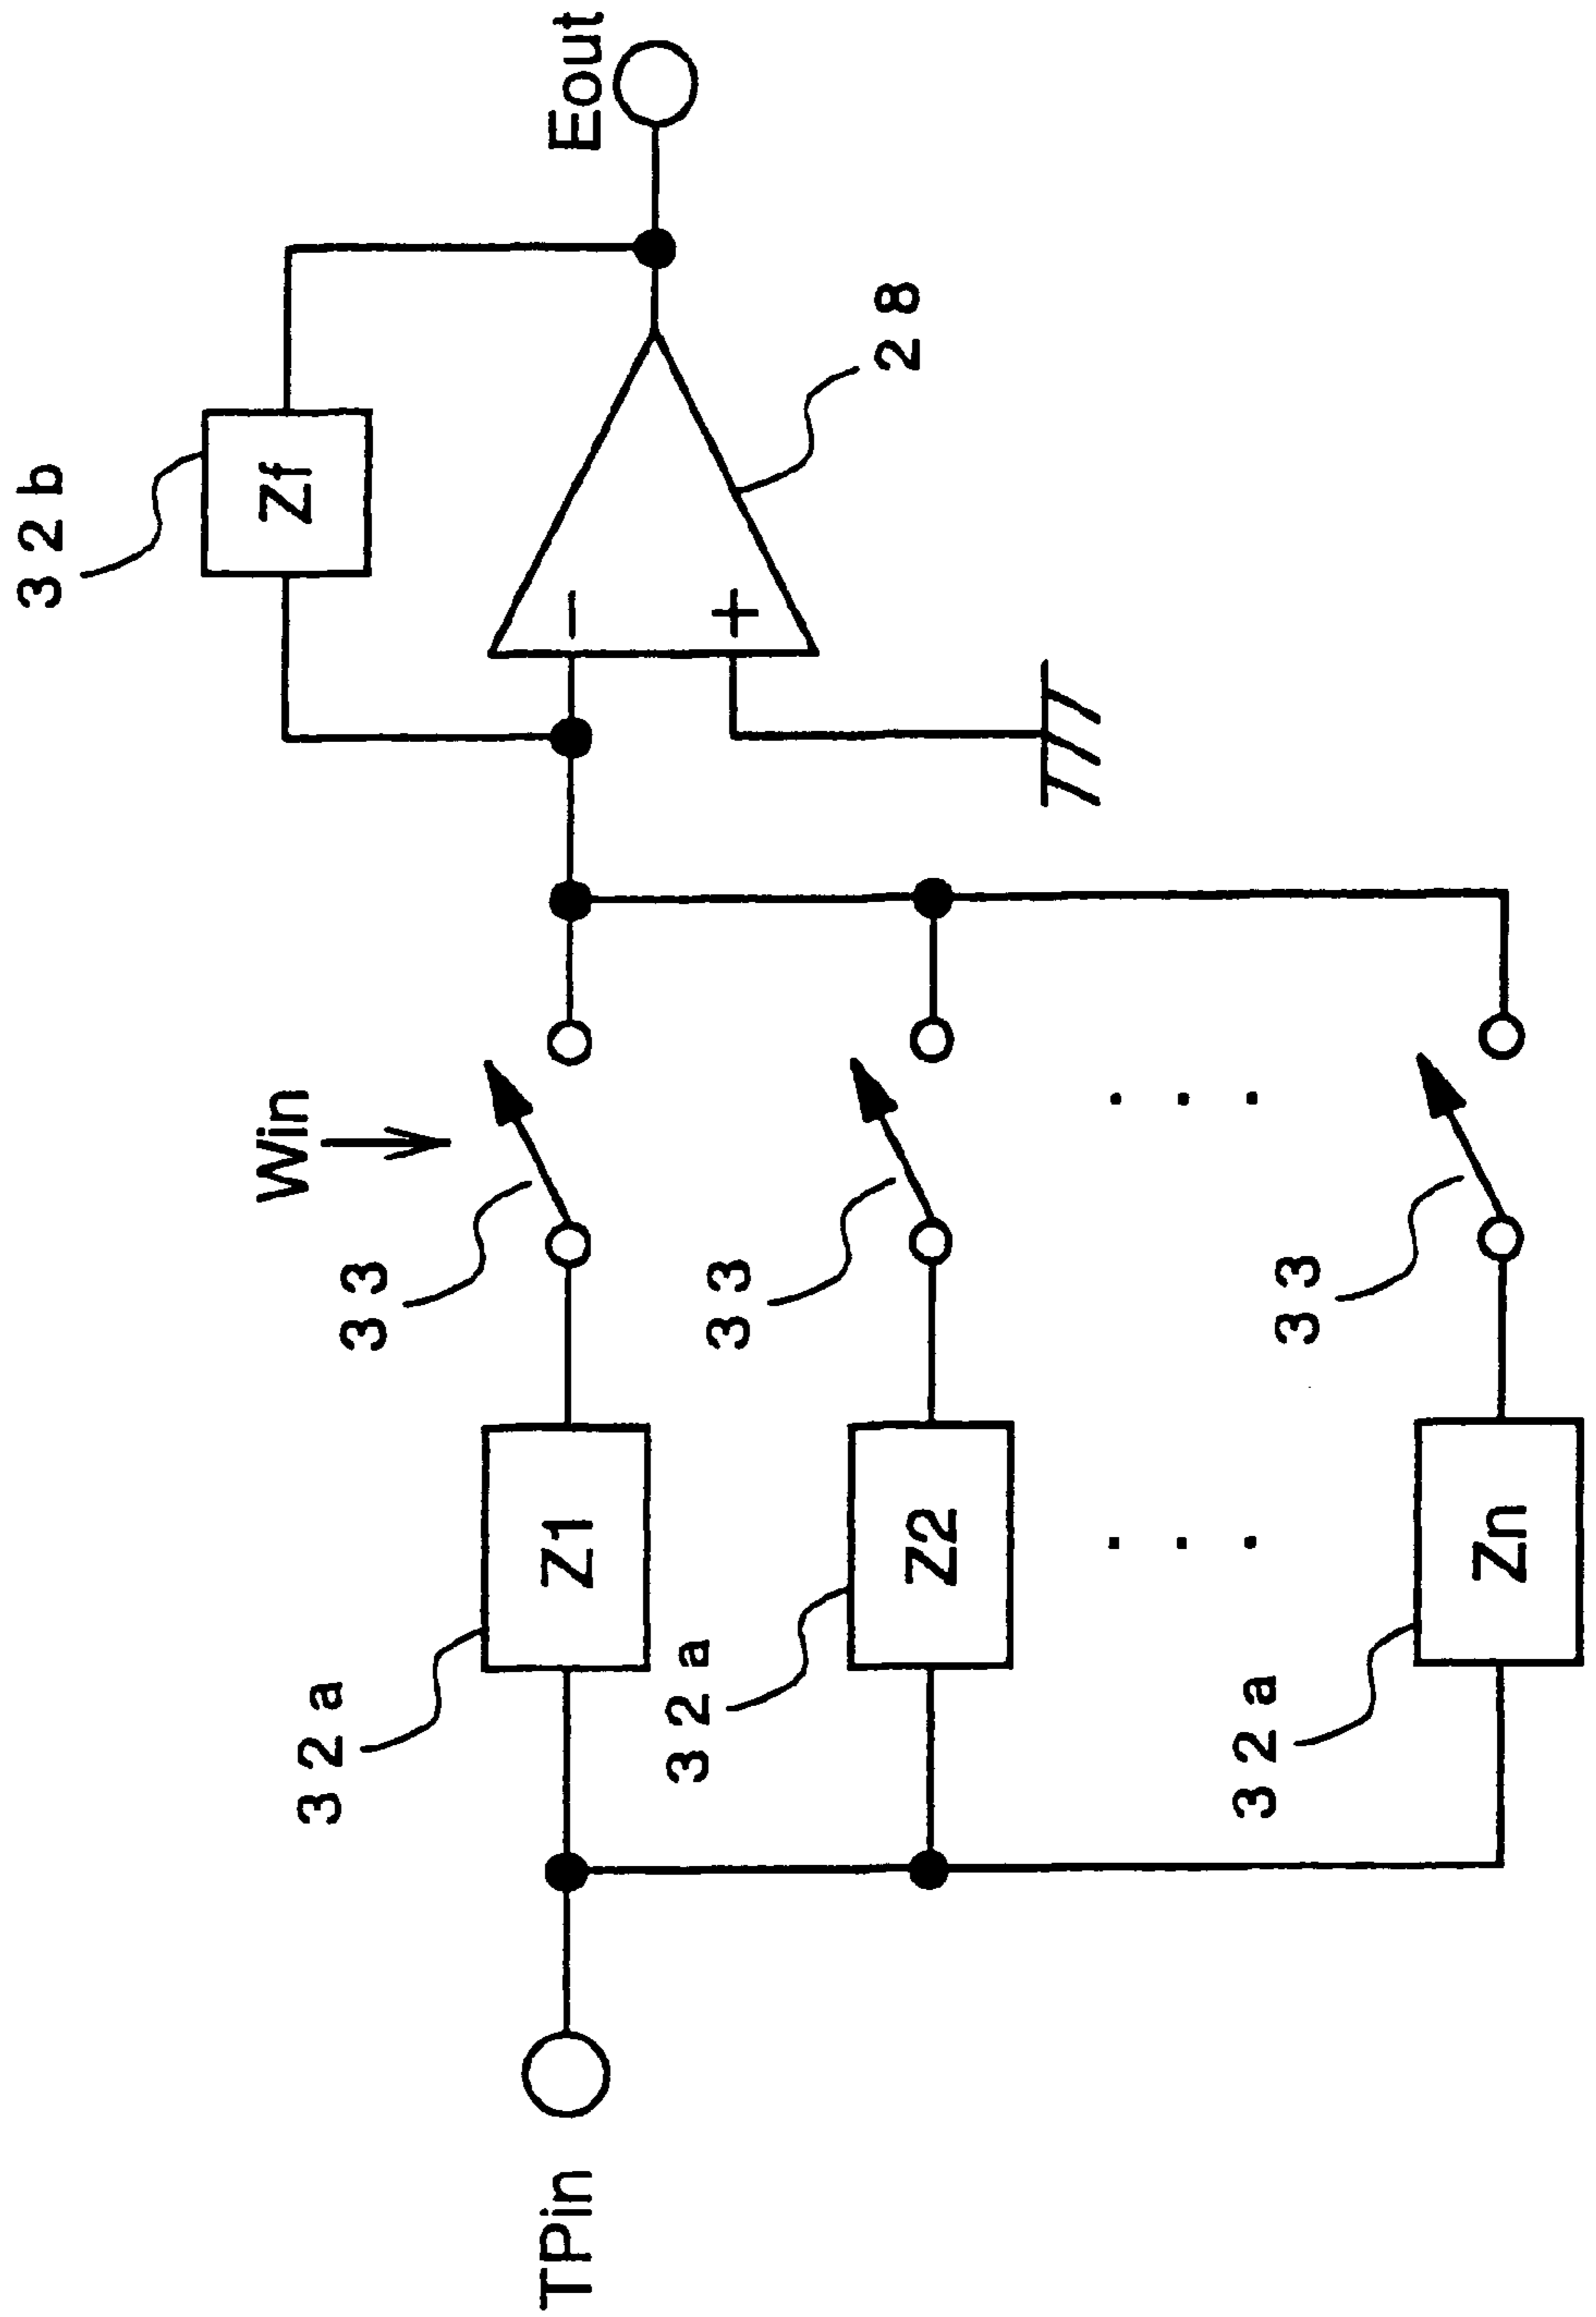 32b
Zf
Eout
Win
33
−
+
28
32a
Z1
TPin
33
32a
Z2
. . .
. . .
33
32a
Zn